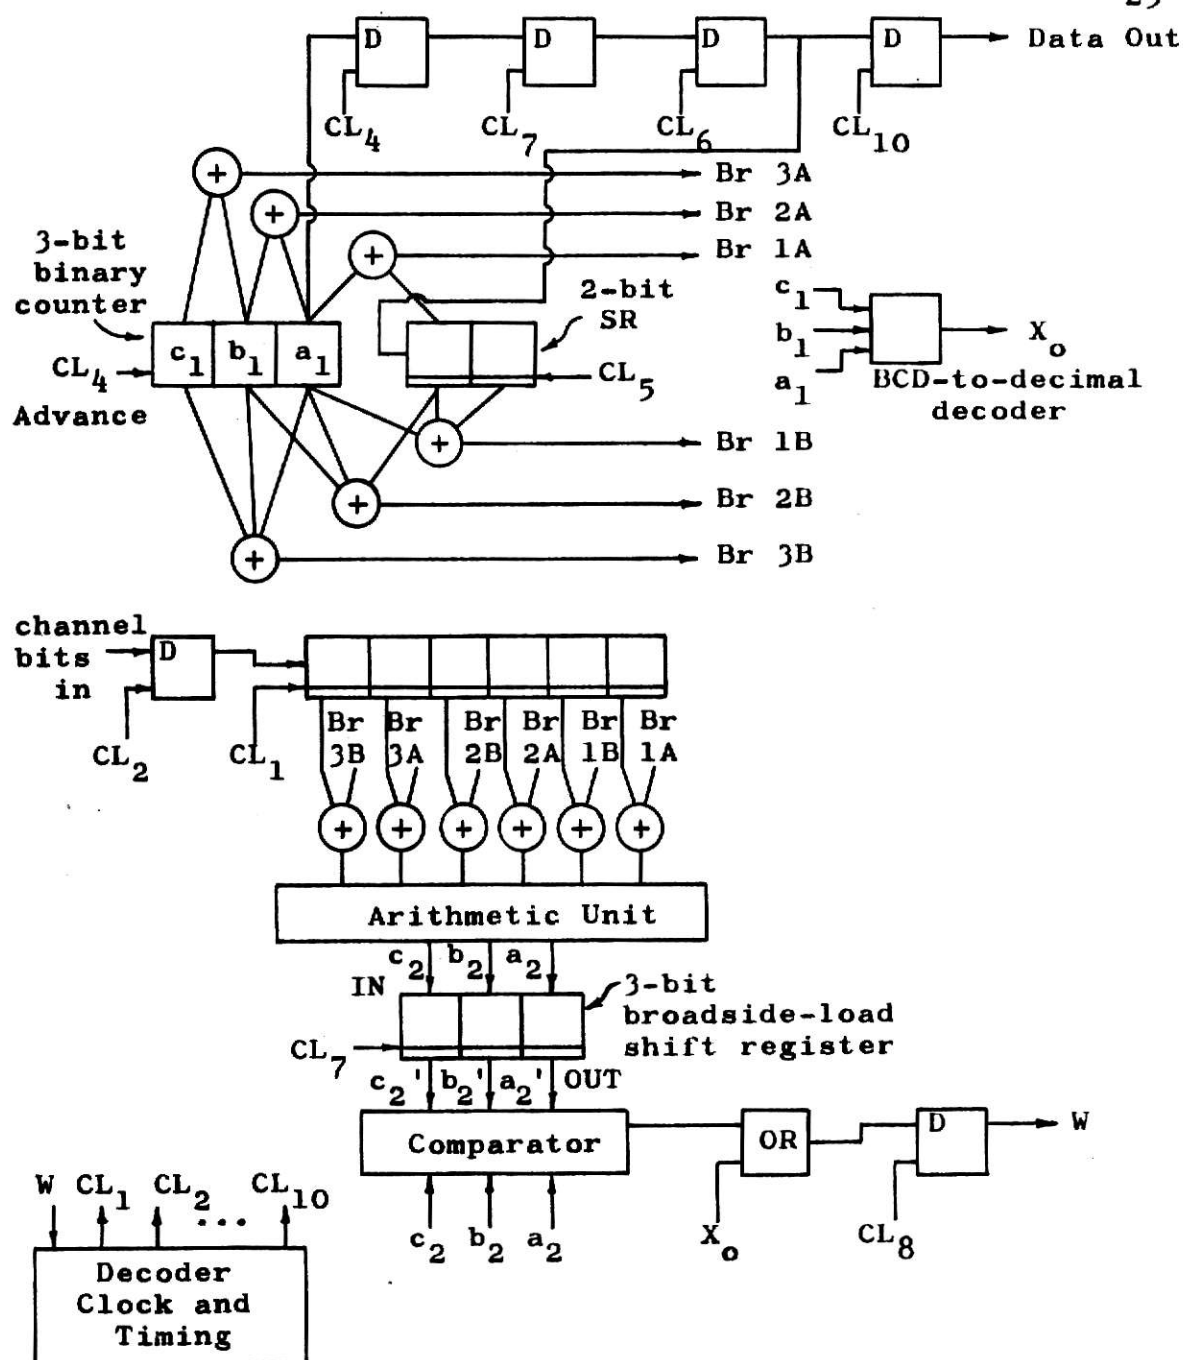 D
D
D
D
Data Out
CL4
CL7
CL6
CL10
+
Br 3A
+
Br 2A
+
Br 1A
3-bit
binary
counter
2-bit
SR
c1
b1
a1
CL4
Advance
CL5
c1
b1
a1
Xo
BCD-to-decimal
decoder
+
Br 1B
+
Br 2B
+
Br 3B
channel
bits
in
D
CL2
CL1
Br 3B
Br 3A
Br 2B
Br 2A
Br 1B
Br 1A
+ + + + + +
Arithmetic Unit
c2 b2 a2
IN
3-bit
broadside-load
shift register
CL7
c2' b2' a2' OUT
Comparator
OR
D
W
c2 b2 a2
Xo
CL8
W CL1 CL2 ... CL10
Decoder
Clock and
Timing